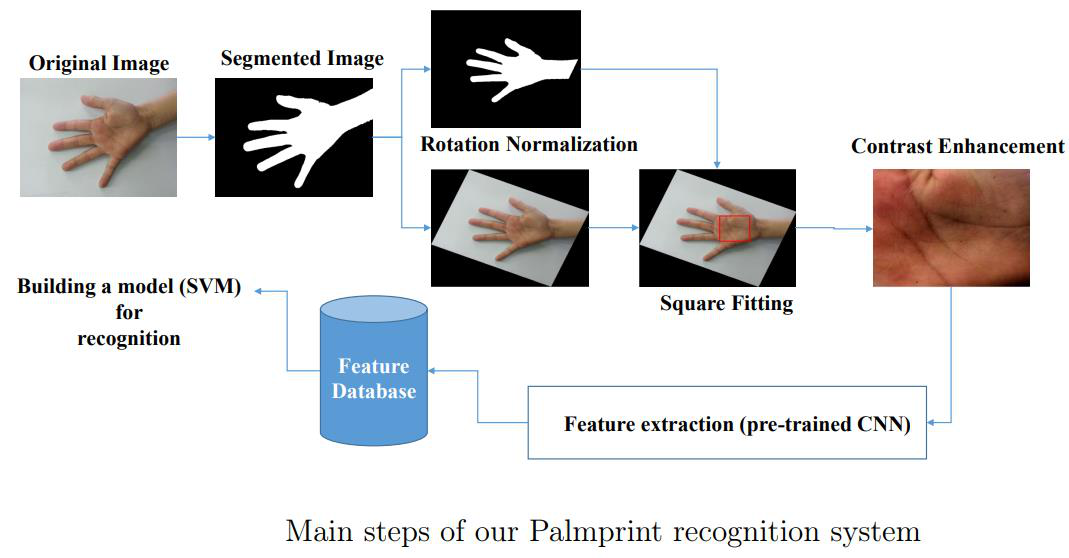 Original Image
Segmented Image
Rotation Normalization
Contrast Enhancement
Square Fitting
Building a model (SVM)
for
recognition
Feature
Database
Feature extraction (pre-trained CNN)
Main steps of our Palmprint recognition system